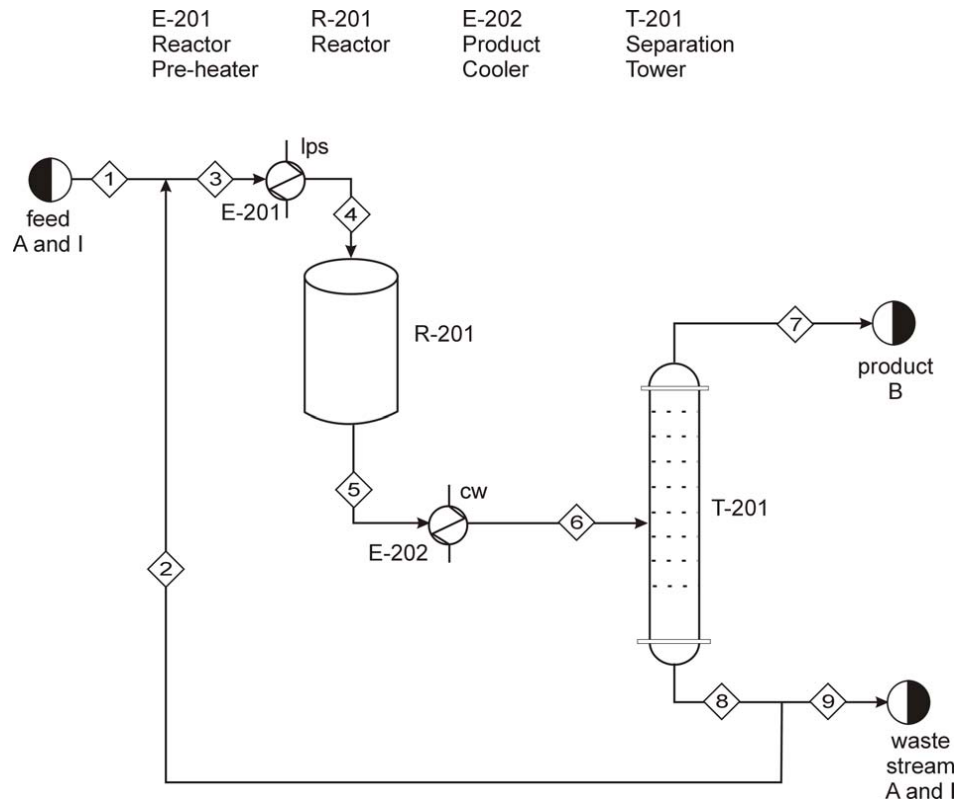 E-201
Reactor
Pre-heater
R-201
Reactor
E-202
Product
Cooler
T-201
Separation
Tower
lps
1
3
E-201
feed
A and I
4
R-201
7
product
B
5
cw
6
T-201
E-202
2
8
9
waste
stream
A and I